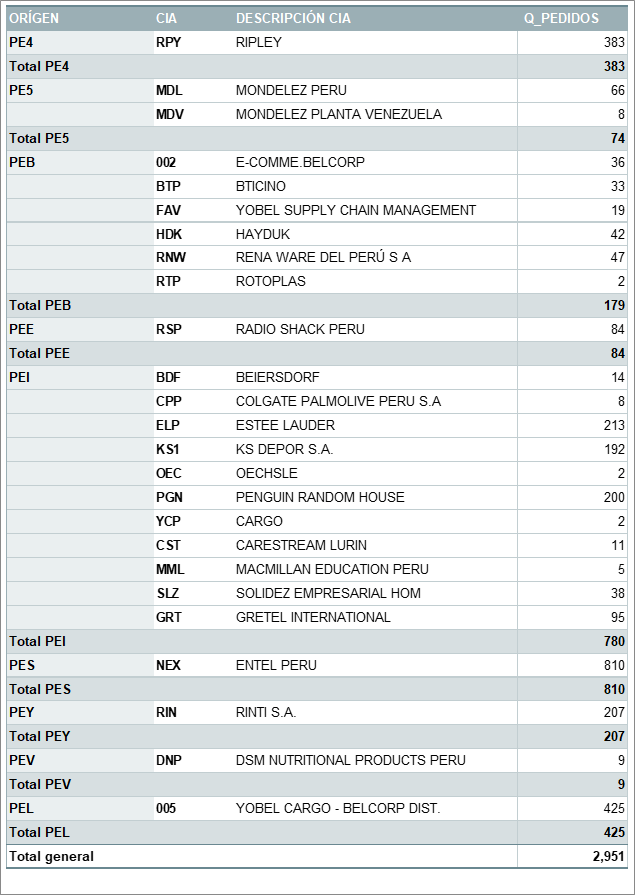 ORÍGEN CIA DESCRIPCIÓN CIA Q_PEDIDOS
PE4 RPY RIPLEY 383
Total PE4 383
PE5 MDL MONDELEZ PERU 66
MDV MONDELEZ PLANTA VENEZUELA 8
Total PE5 74
PEB 002 E-COMME.BELCORP 36
BTP BTICINO 33
FAV YOBEL SUPPLY CHAIN MANAGEMENT 19
HDK HAYDUK 42
RNW RENA WARE DEL PERÚ S A 47
RTP ROTOPLAS 2
Total PEB 179
PEE RSP RADIO SHACK PERU 84
Total PEE 84
PEI BDF BEIERSDORF 14
CPP COLGATE PALMOLIVE PERU S.A 8
ELP ESTEE LAUDER 213
KS1 KS DEPOR S.A. 192
OEC OECHSLE 2
PGN PENGUIN RANDOM HOUSE 200
YCP CARGO 2
CST CARESTREAM LURIN 11
MML MACMILLAN EDUCATION PERU 5
SLZ SOLIDEZ EMPRESARIAL HOM 38
GRT GRETEL INTERNATIONAL 95
Total PEI 780
PES NEX ENTEL PERU 810
Total PES 810
PEY RIN RINTI S.A. 207
Total PEY 207
PEV DNP DSM NUTRITIONAL PRODUCTS PERU 9
Total PEV 9
PEL 005 YOBEL CARGO - BELCORP DIST. 425
Total PEL 425
Total general 2,951